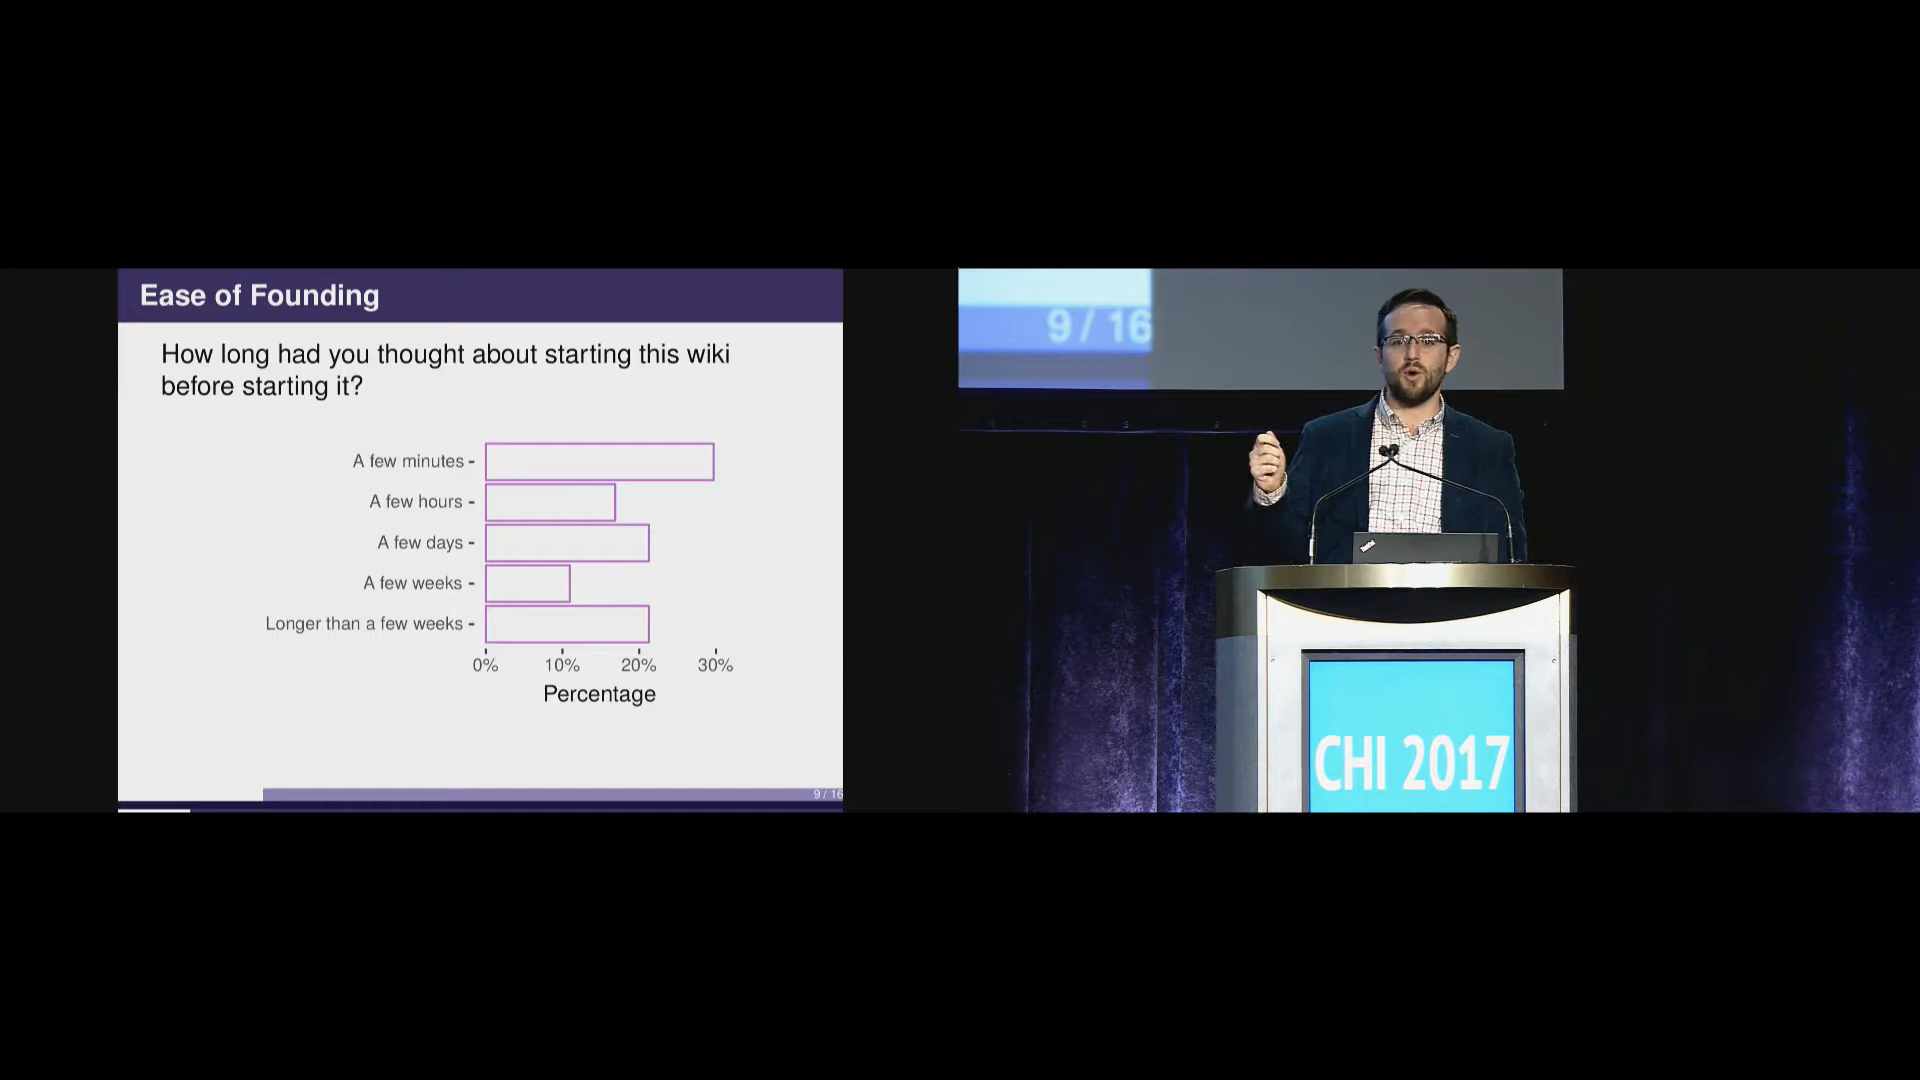 Ease of Founding
How long had you thought about starting this wiki
before starting it?
A few minutes
A few hours
A few days
A few weeks
Longer than a few weeks
0% 10% 20% 30%
Percentage
9 / 16
9 / 16
ThinkPad
CHI 2017